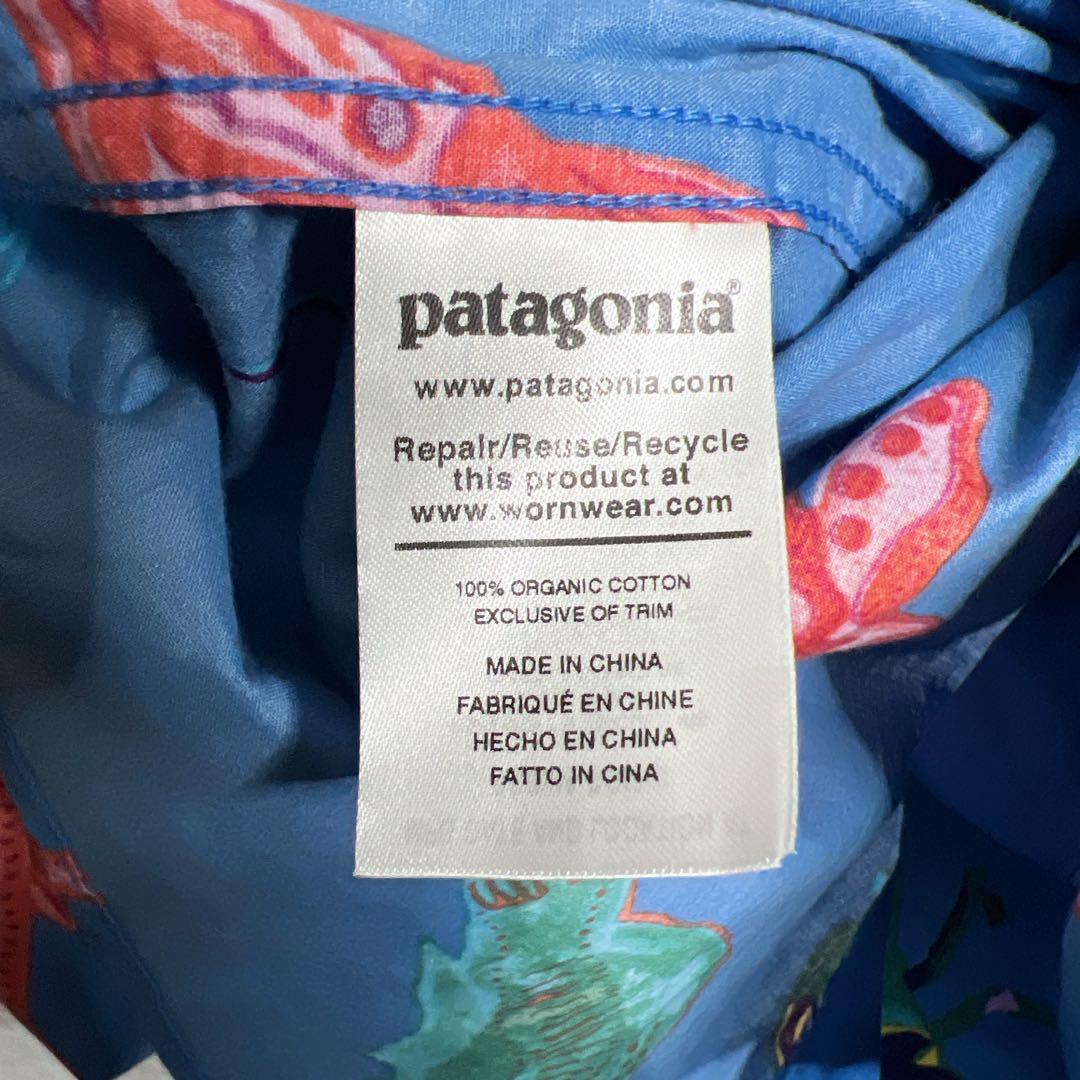 patagonia®
www.patagonia.com
Repair/Reuse/Recycle
this product at
www.wornwear.com
100% ORGANIC COTTON
EXCLUSIVE OF TRIM
MADE IN CHINA
FABRIQUÉ EN CHINE
HECHO EN CHINA
FATTO IN CINA